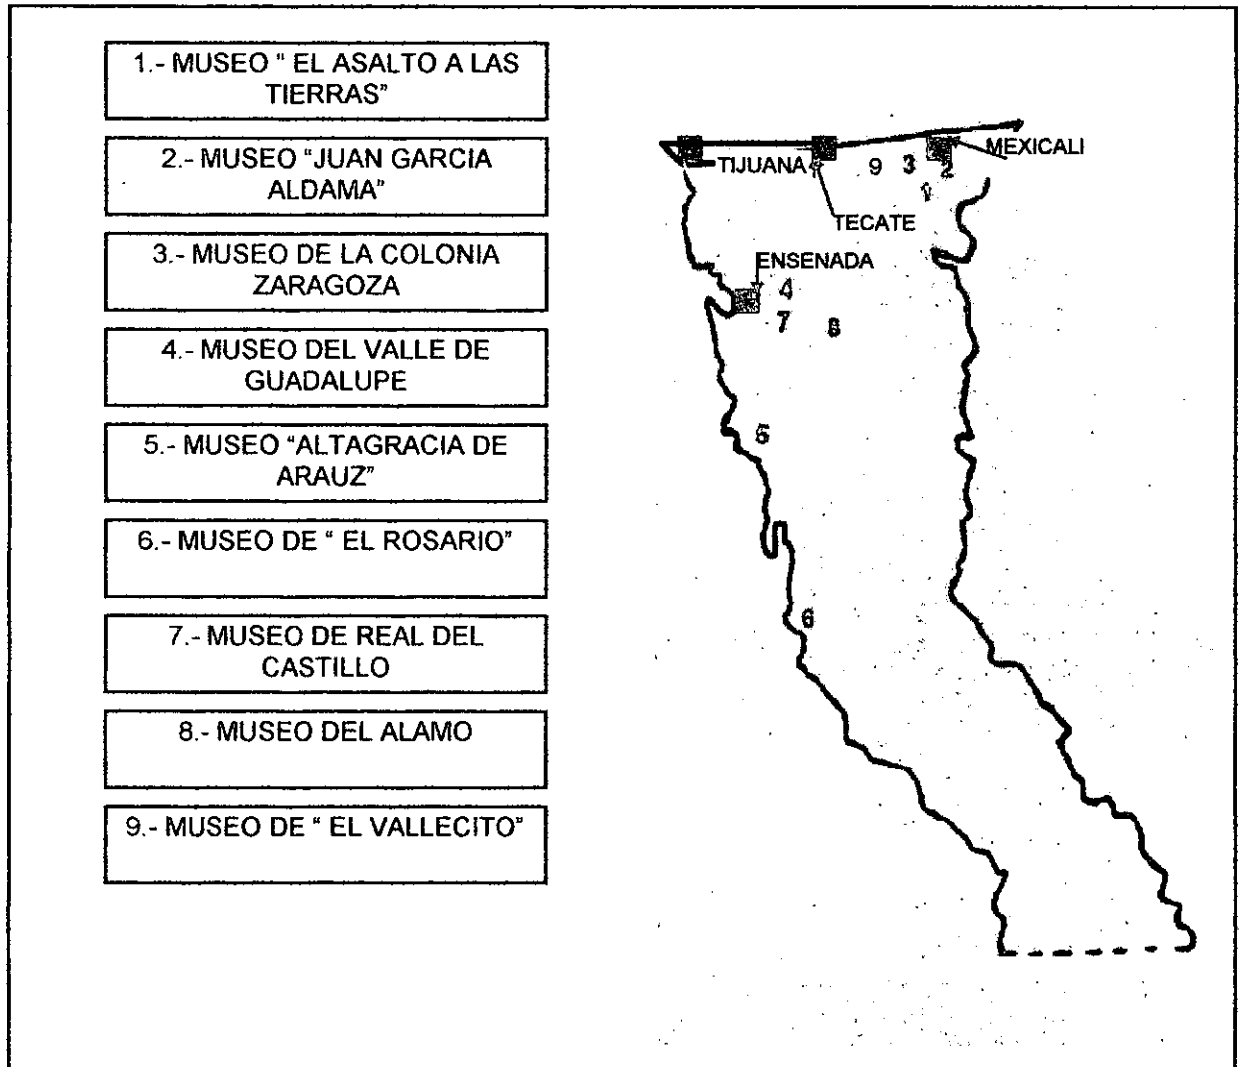 1.- MUSEO " EL ASALTO A LAS
TIERRAS"
2.- MUSEO "JUAN GARCIA
ALDAMA"
3.- MUSEO DE LA COLONIA
ZARAGOZA
4.- MUSEO DEL VALLE DE
GUADALUPE
5.- MUSEO "ALTAGRACIA DE
ARAUZ"
6.- MUSEO DE " EL ROSARIO"
7.- MUSEO DE REAL DEL
CASTILLO
8.- MUSEO DEL ALAMO
9.- MUSEO DE " EL VALLECITO"
MEXICALI
TIJUANA
9
3
2
1
TECATE
ENSENADA
4
7
8
5
6